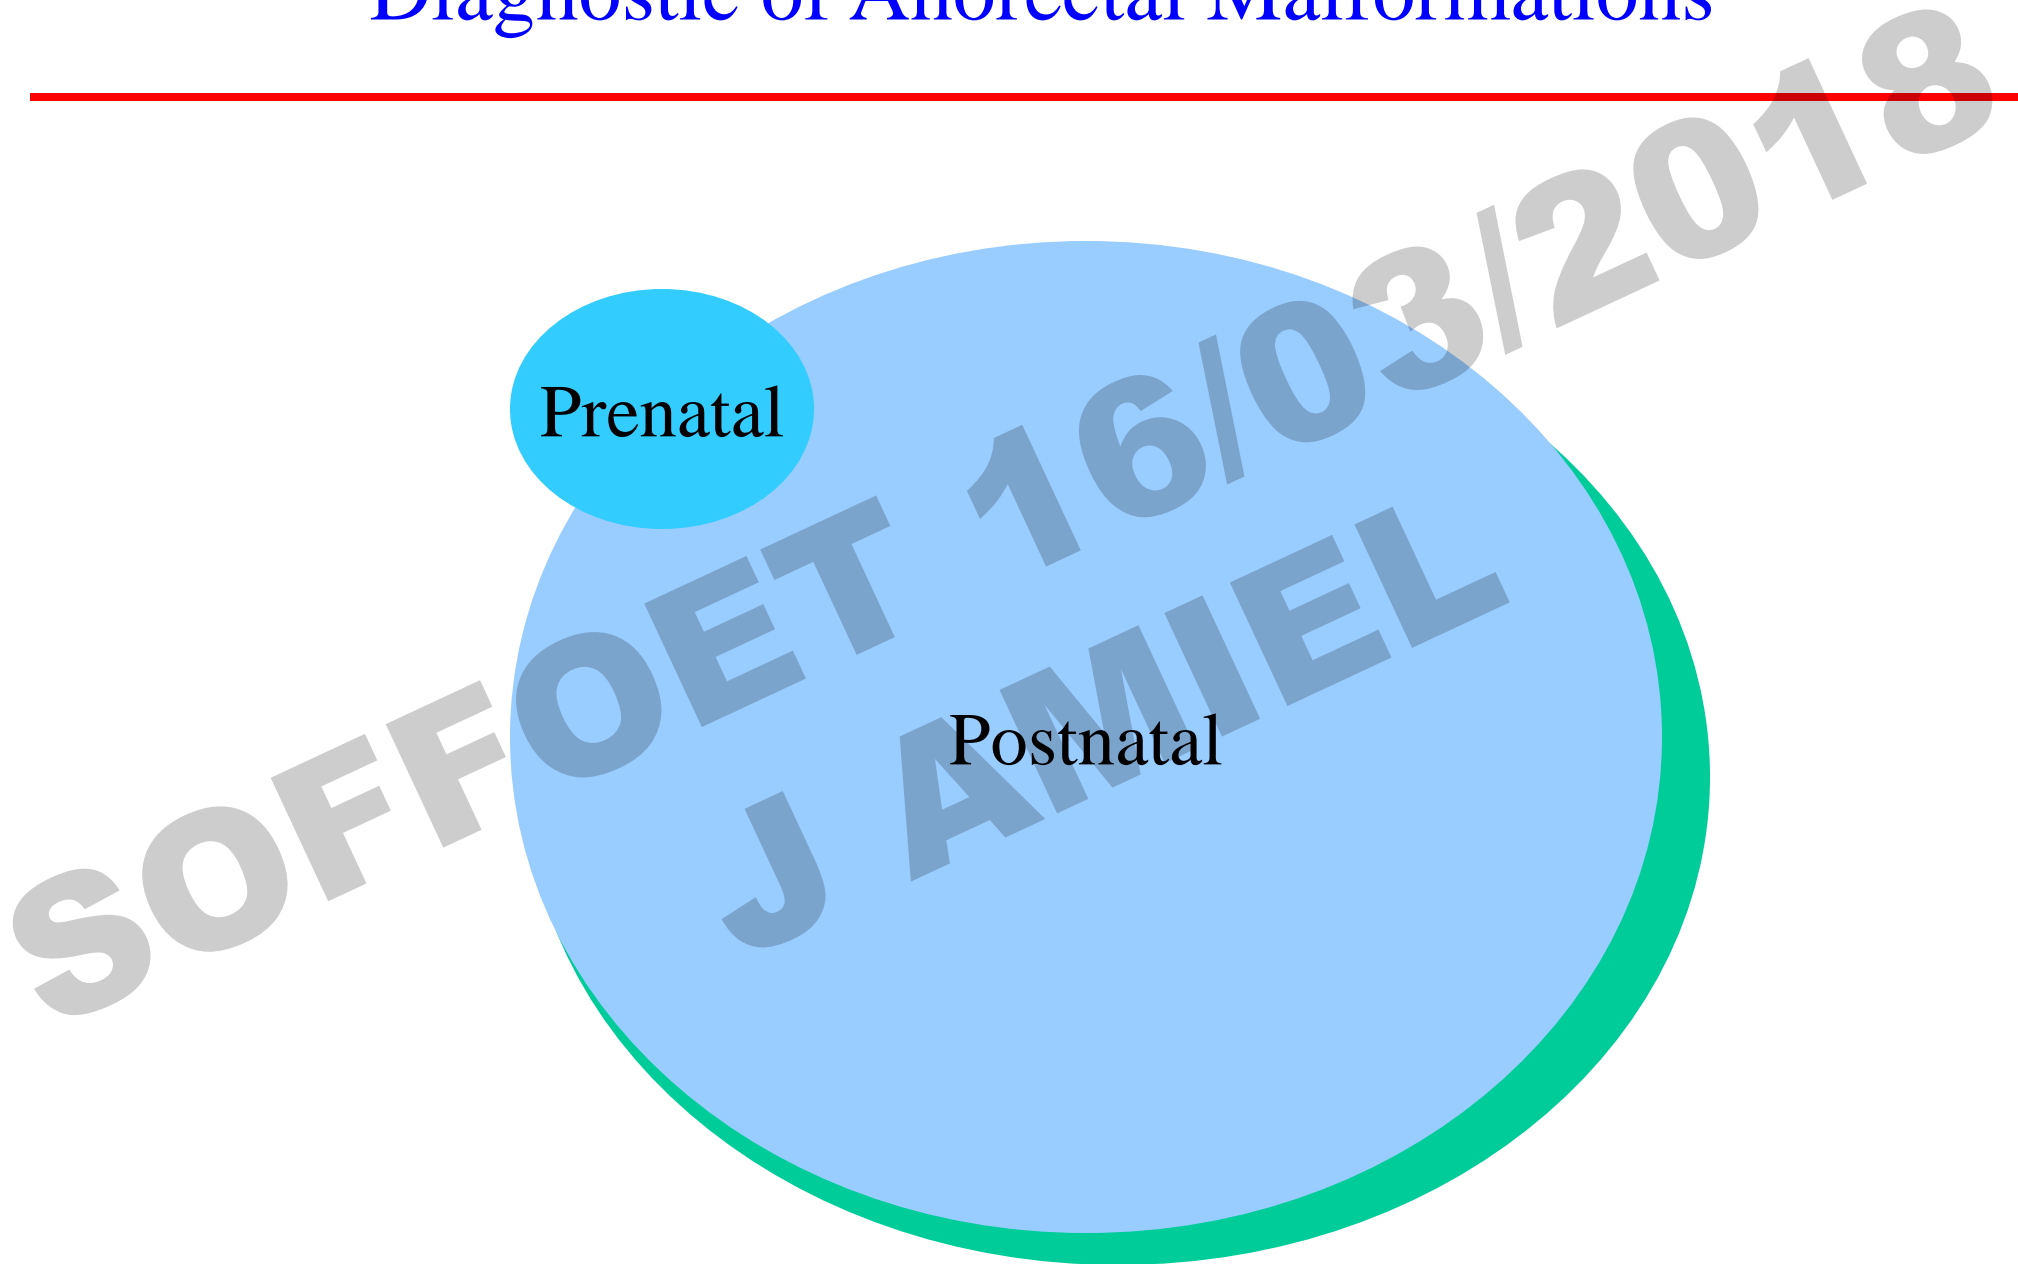 Diagnostic of Anorectal Malformations
Prenatal
Postnatal
SOFFOET 16/03/2018
J AMIEL